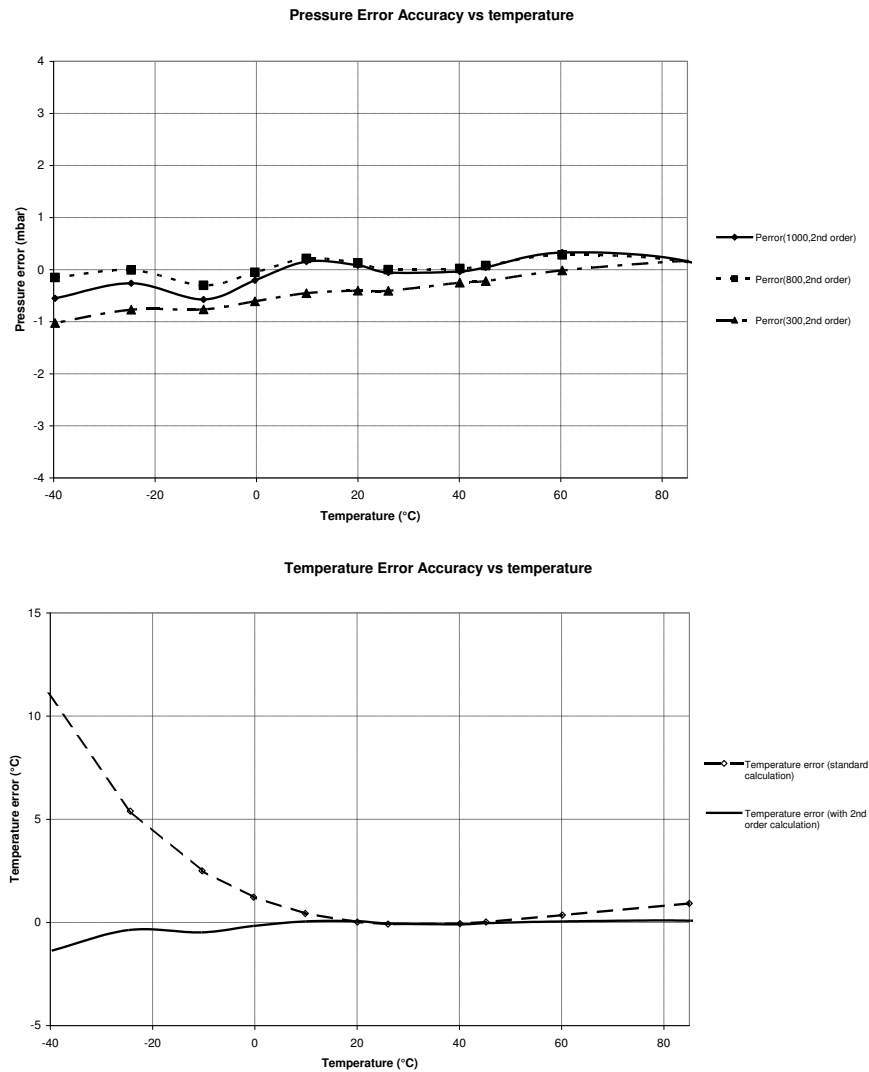 Pressure Error Accuracy vs temperature
4
3
2
1
0
-1
-2
-3
-4
Pressure error (mbar)
-40 -20 0 20 40 60 80
Temperature (°C)
Perror(1000,2nd order)
Perror(800,2nd order)
Perror(300,2nd order)
Temperature Error Accuracy vs temperature
15
10
5
0
-5
Temperature error (°C)
-40 -20 0 20 40 60 80
Temperature (°C)
Temperature error (standard
calculation)
Temperature error (with 2nd
order calculation)